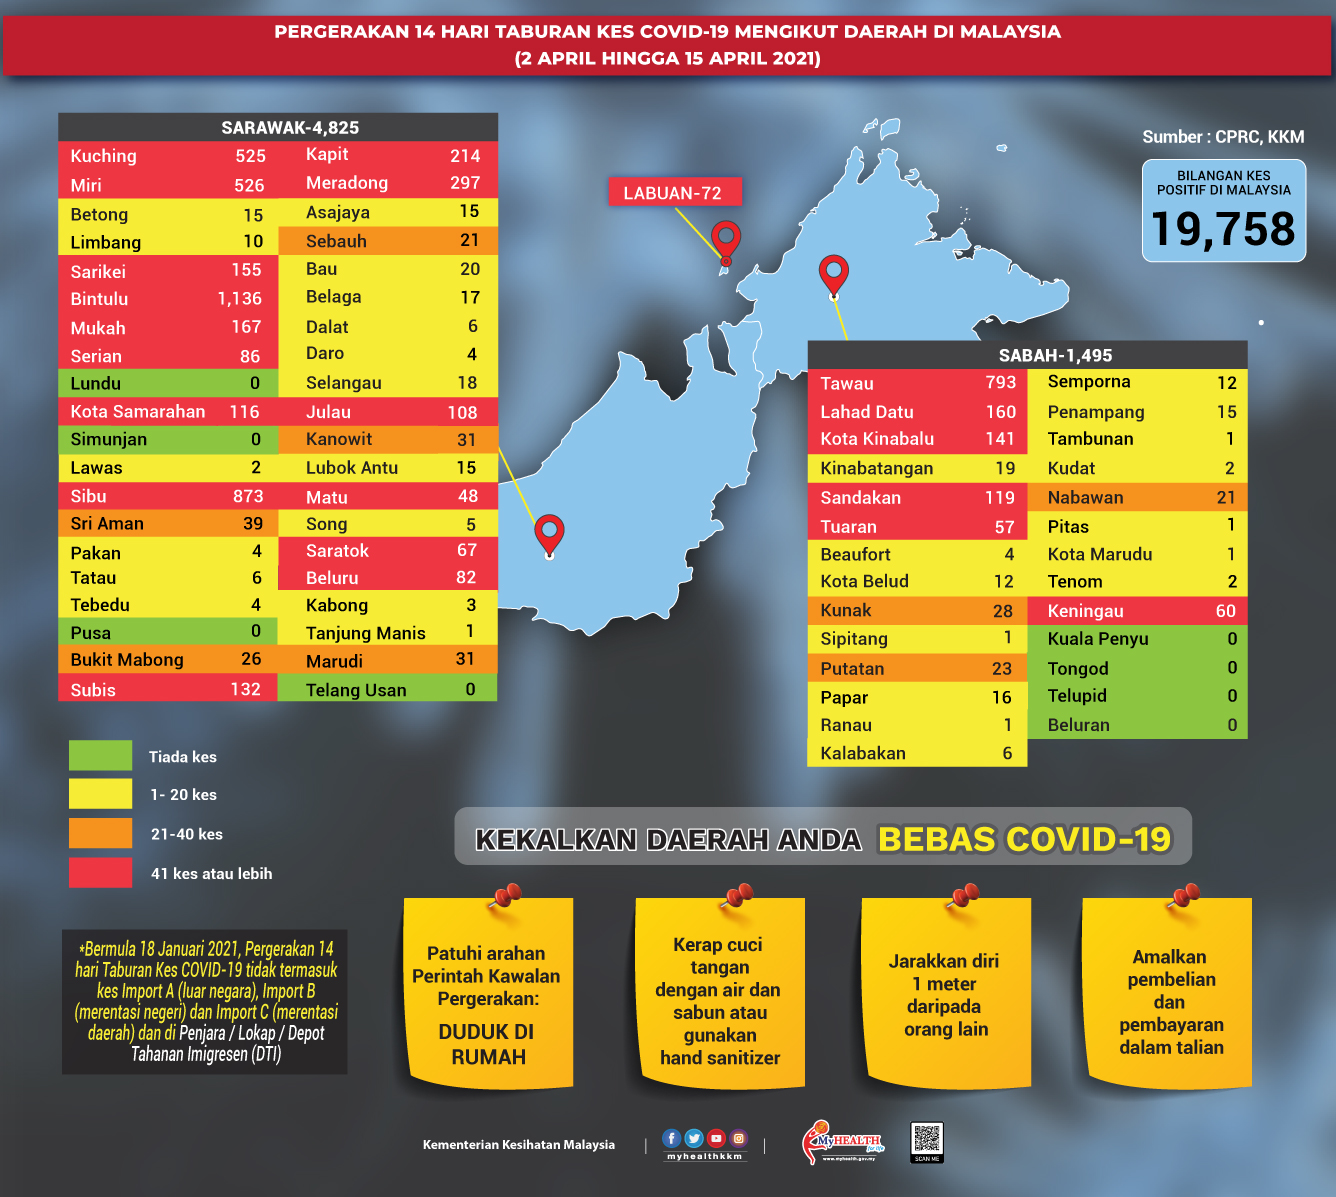 PERGERAKAN 14 HARI TABURAN KES COVID-19 MENGIKUT DAERAH DI MALAYSIA
(2 APRIL HINGGA 15 APRIL 2021)
SARAWAK-4,825
Kuching 525
Miri 526
Betong 15
Limbang 10
Sarikei 155
Bintulu 1,136
Mukah 167
Serian 86
Lundu 0
Kota Samarahan 116
Simunjan 0
Lawas 2
Sibu 873
Sri Aman 39
Pakan 4
Tatau 6
Tebedu 4
Pusa 0
Bukit Mabong 26
Subis 132
Kapit 214
Meradong 297
Asajaya 15
Sebauh 21
Bau 20
Belaga 17
Dalat 6
Daro 4
Selangau 18
Julau 108
Kanowit 31
Lubok Antu 15
Matu 48
Song 5
Saratok 67
Beluru 82
Kabong 3
Tanjung Manis 1
Marudi 31
Telang Usan 0
LABUAN-72
Sumber : CPRC, KKM
BILANGAN KES
POSITIF DI MALAYSIA
19,758
SABAH-1,495
Tawau 793
Lahad Datu 160
Kota Kinabalu 141
Kinabatangan 19
Sandakan 119
Tuaran 57
Beaufort 4
Kota Belud 12
Kunak 28
Sipitang 1
Putatan 23
Papar 16
Ranau 1
Kalabakan 6
Semporna 12
Penampang 15
Tambunan 1
Kudat 2
Nabawan 21
Pitas 1
Kota Marudu 1
Tenom 2
Keningau 60
Kuala Penyu 0
Tongod 0
Telupid 0
Beluran 0
Tiada kes
1- 20 kes
21-40 kes
41 kes atau lebih
*Bermula 18 Januari 2021, Pergerakan 14
hari Taburan Kes COVID-19 tidak termasuk
kes Import A (luar negara), Import B
(merentasi negeri) dan Import C (merentasi
daerah) dan di Penjara / Lokap / Depot
Tahanan Imigresen (DTI)
KEKALKAN DAERAH ANDA BEBAS COVID-19
Patuhi arahan
Perintah Kawalan
Pergerakan:
DUDUK DI
RUMAH
Kerap cuci
tangan
dengan air dan
sabun atau
gunakan
hand sanitizer
Jarakkan diri
1 meter
daripada
orang lain
Amalkan
pembelian
dan
pembayaran
dalam talian
Kementerian Kesihatan Malaysia
myhealthkkm
MyHEALTH
for life
www.myhealth.gov.my
SCAN ME